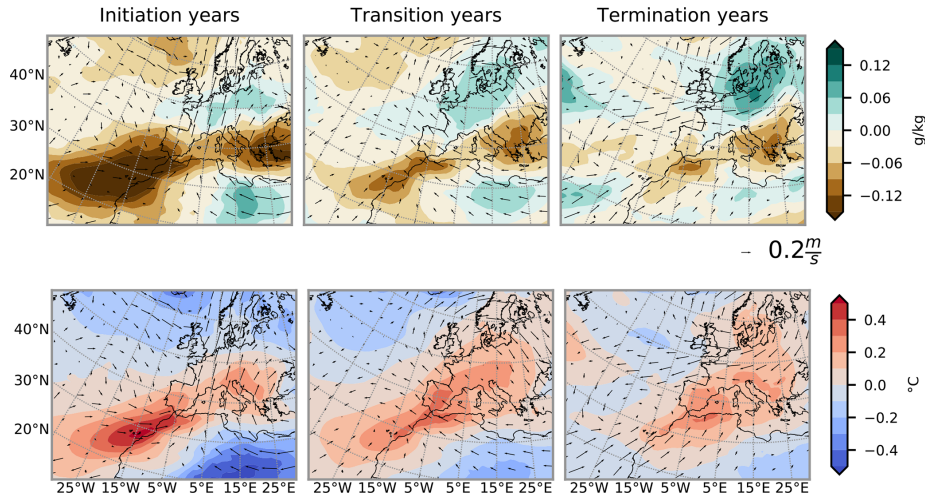 Initiation years
Transition years
Termination years
40°N
30°N
20°N
0.12
0.06
0.00
−0.06
−0.12
g/kg
0.2 m/s
40°N
30°N
20°N
0.4
0.2
0.0
−0.2
−0.4
°C
25°W 15°W 5°W 5°E 15°E 25°E
25°W 15°W 5°W 5°E 15°E 25°E
25°W 15°W 5°W 5°E 15°E 25°E